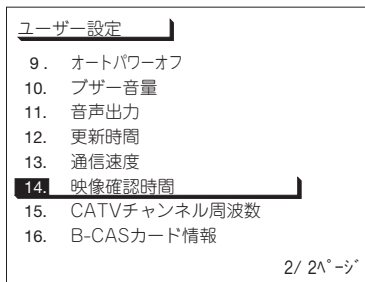 ユーザー設定
9. オートパワーオフ
10. ブザー音量
11. 音声出力
12. 更新時間
13. 通信速度
14. 映像確認時間
15. CATVチャンネル周波数
16. B-CASカード情報
2/ 2ﾍﾟｰｼﾞ